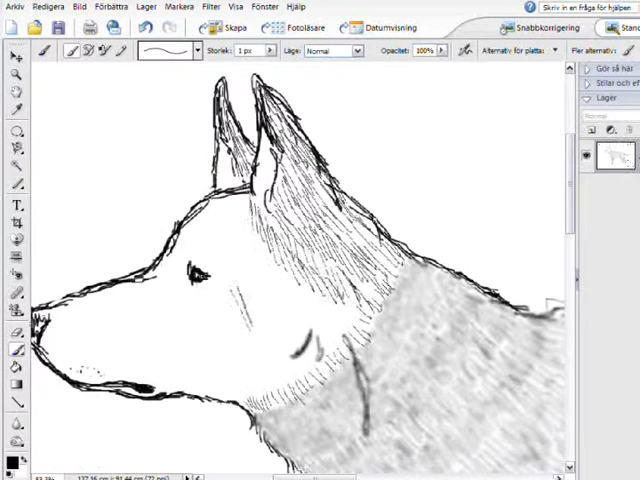 Arkiv Redigera Bild Förbättra Lager Markera Filter Visa Fönster Hjälp
Skriv in en fråga för hjälpen
Skapa Fotoläsare Datumvisning Snabbkorrigering
Storlek: 1 px Läge: Normal Opacitet: 100% Alternativ för platta: Fler alternativ:
Gör så här
Stilar och ef
Lager
Normal